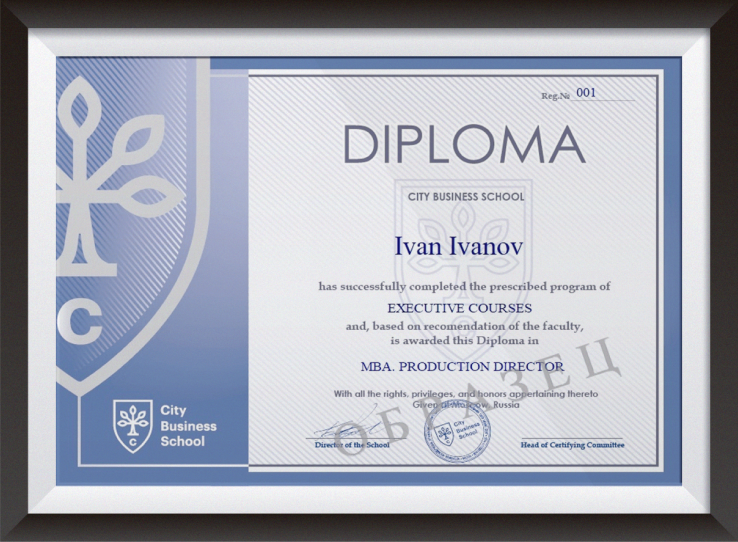 Reg.№ 001
DIPLOMA
CITY BUSINESS SCHOOL
Ivan Ivanov
has successfully completed the prescribed program of
EXECUTIVE COURSES
and, based on recomendation of the faculty,
is awarded this Diploma in
MBA. PRODUCTION DIRECTOR
With all the rights, privileges, and honors appertaining thereto
Given at Moscow, Russia
ОБРАЗЕЦ
C
C
City
Business
School
City
Business
School
Director of the School
Head of Certifying Committee